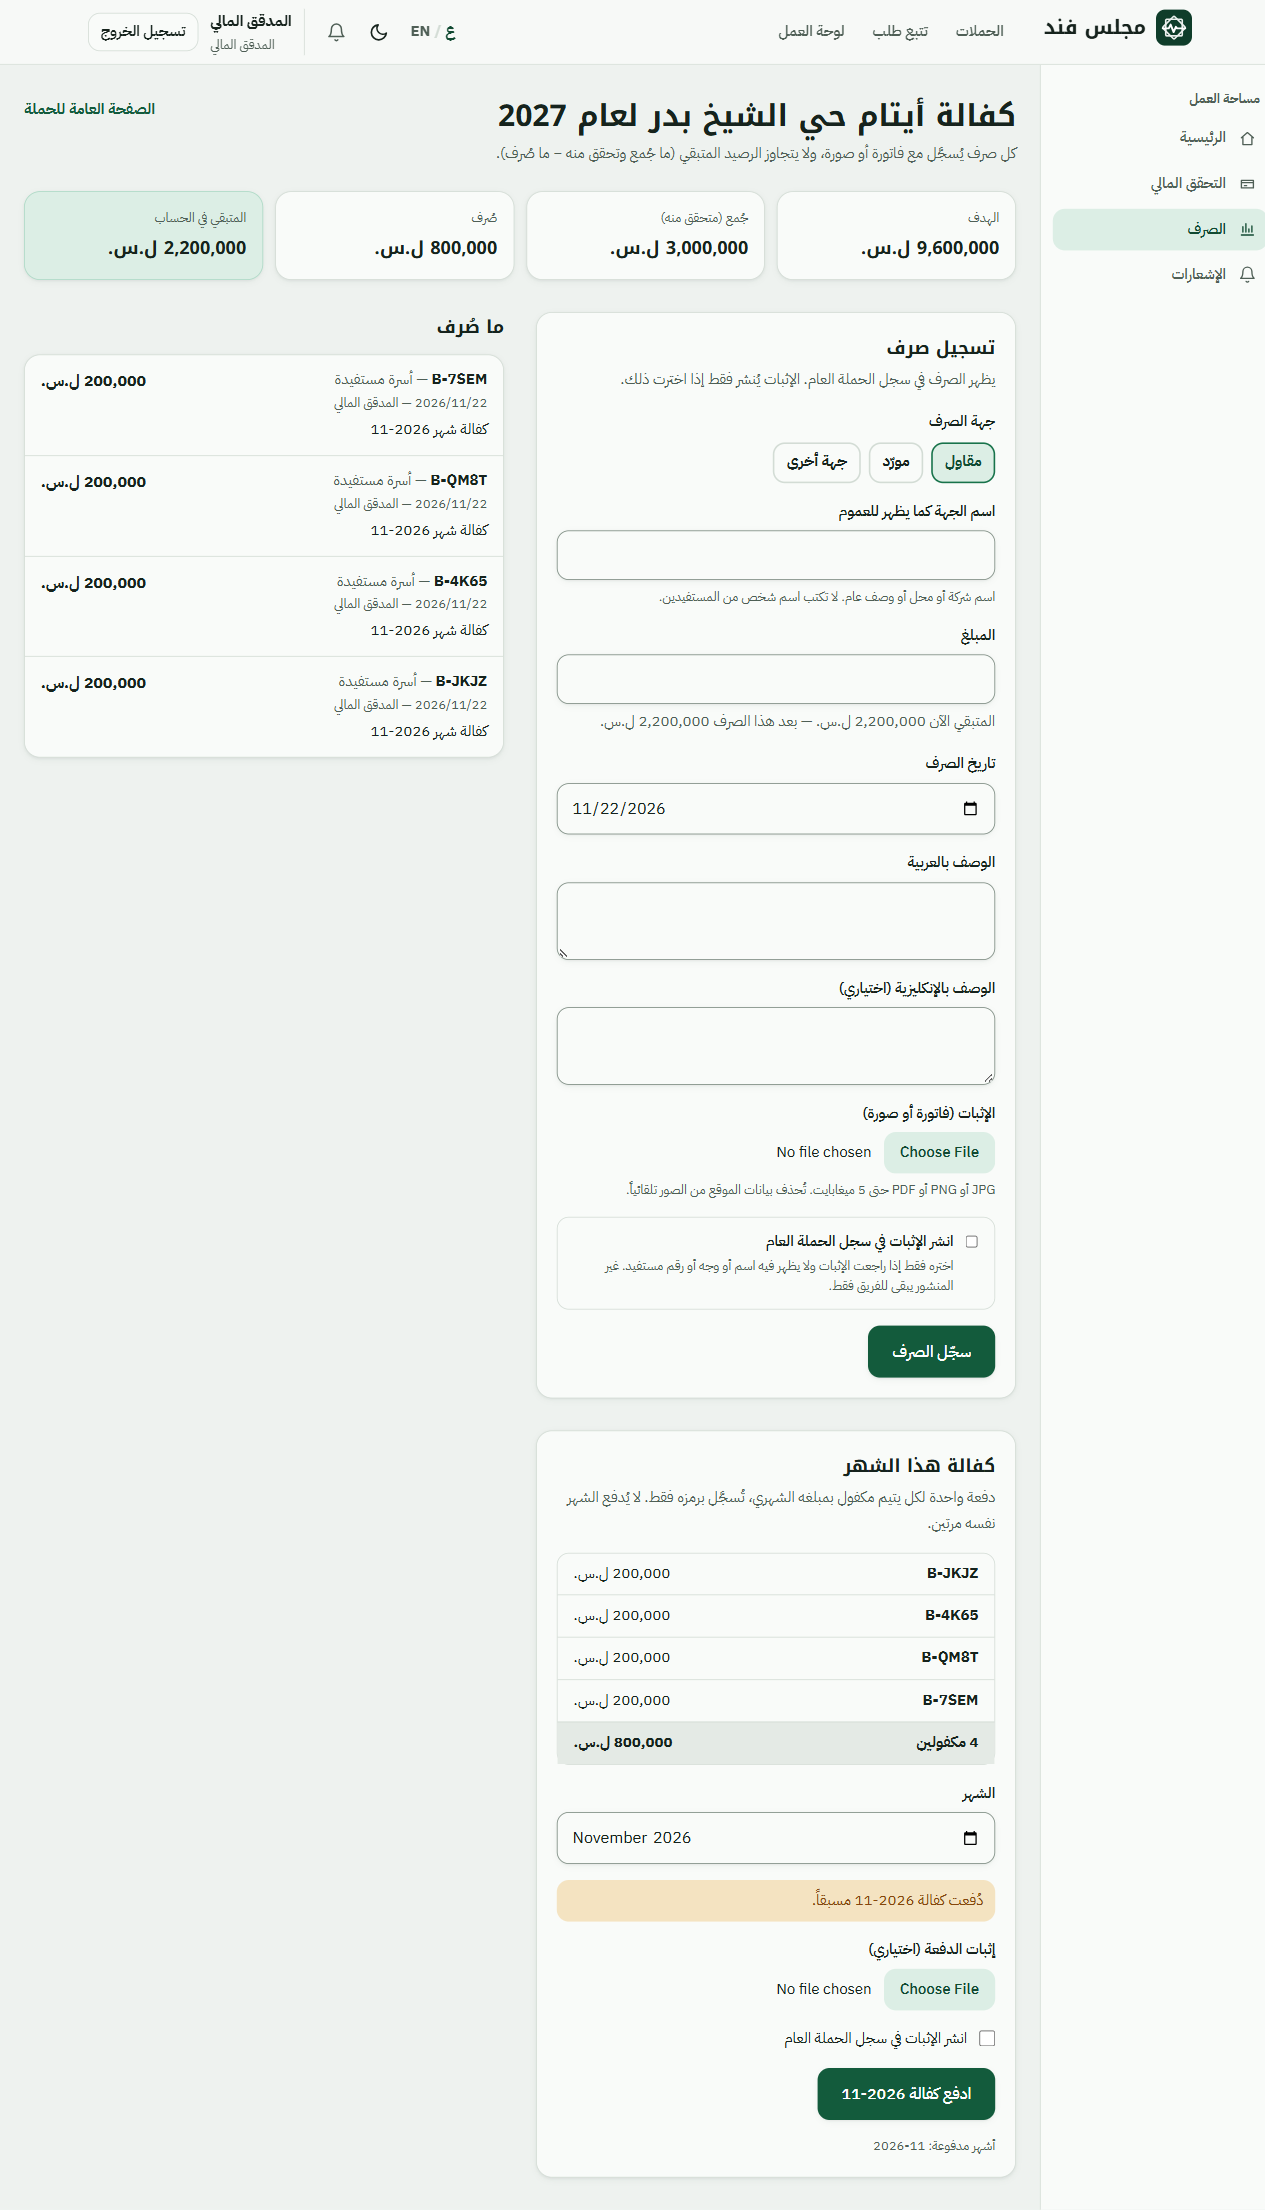 مجلس فند
الحملات
تتبع طلب
لوحة العمل
ع / EN
المدقق المالي
المدقق المالي
تسجيل الخروج
مساحة العمل
الرئيسية
التحقق المالي
الصرف
الإشعارات
كفالة أيتام حي الشيخ بدر لعام 2027
كل صرف يُسجَّل مع فاتورة أو صورة، ولا يتجاوز الرصيد المتبقي (ما جُمع وتحقق منه − ما صُرف).
الصفحة العامة للحملة
الهدف
9,600,000 ل.س.
جُمع (متحقق منه)
3,000,000 ل.س.
صُرف
800,000 ل.س.
المتبقي في الحساب
2,200,000 ل.س.
تسجيل صرف
يظهر الصرف في سجل الحملة العام. الإثبات يُنشر فقط إذا اخترت ذلك.
جهة الصرف
مقاول
مورّد
جهة أخرى
اسم الجهة كما يظهر للعموم
اسم شركة أو محل أو وصف عام. لا تكتب اسم شخص من المستفيدين.
المبلغ
المتبقي الآن 2,200,000 ل.س. — بعد هذا الصرف 2,200,000 ل.س.
تاريخ الصرف
11/22/2026
الوصف بالعربية
الوصف بالإنكليزية (اختياري)
الإثبات (فاتورة أو صورة)
Choose File No file chosen
JPG أو PNG أو PDF حتى 5 ميغابايت. تُحذف بيانات الموقع من الصور تلقائياً.
انشر الإثبات في سجل الحملة العام
اختره فقط إذا راجعت الإثبات ولا يظهر فيه اسم أو وجه أو رقم مستفيد. غير
المنشور يبقى للفريق فقط.
سجّل الصرف
كفالة هذا الشهر
دفعة واحدة لكل يتيم مكفول بمبلغه الشهري، تُسجَّل برمزه فقط. لا يُدفع الشهر
نفسه مرتين.
B-JKJZ 200,000 ل.س.
B-4K65 200,000 ل.س.
B-QM8T 200,000 ل.س.
B-7SEM 200,000 ل.س.
4 مكفولين 800,000 ل.س.
الشهر
November 2026
دُفعت كفالة 2026-11 مسبقاً.
إثبات الدفعة (اختياري)
Choose File No file chosen
انشر الإثبات في سجل الحملة العام
ادفع كفالة 2026-11
أشهر مدفوعة: 2026-11
ما صُرف
B-7SEM — أسرة مستفيدة 200,000 ل.س.
2026/11/22 — المدقق المالي
كفالة شهر 2026-11
B-QM8T — أسرة مستفيدة 200,000 ل.س.
2026/11/22 — المدقق المالي
كفالة شهر 2026-11
B-4K65 — أسرة مستفيدة 200,000 ل.س.
2026/11/22 — المدقق المالي
كفالة شهر 2026-11
B-JKJZ — أسرة مستفيدة 200,000 ل.س.
2026/11/22 — المدقق المالي
كفالة شهر 2026-11